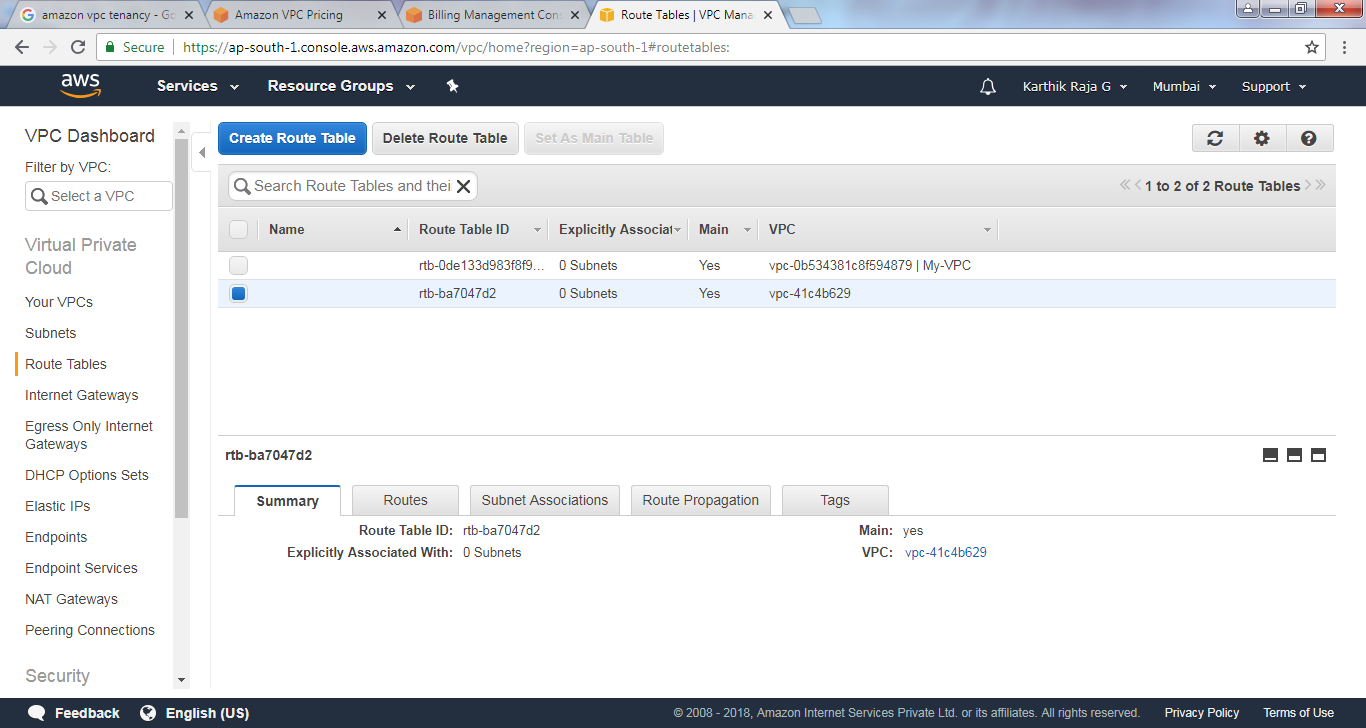 amazon vpc tenancy - Go
Amazon VPC Pricing
Billing Management Con
Route Tables | VPC Mana
Secure
https://ap-south-1.console.aws.amazon.com/vpc/home?region=ap-south-1#routetables:
aws
Services
Resource Groups
Karthik Raja G
Mumbai
Support
VPC Dashboard
Filter by VPC:
Select a VPC
Virtual Private
Cloud
Your VPCs
Subnets
Route Tables
Internet Gateways
Egress Only Internet
Gateways
DHCP Options Sets
Elastic IPs
Endpoints
Endpoint Services
NAT Gateways
Peering Connections
Security
Create Route Table
Delete Route Table
Set As Main Table
Search Route Tables and thei
1 to 2 of 2 Route Tables
Name Route Table ID Explicitly Associat Main VPC
rtb-0de133d983f8f9... 0 Subnets Yes vpc-0b534381c8f594879 | My-VPC
rtb-ba7047d2 0 Subnets Yes vpc-41c4b629
rtb-ba7047d2
Summary Routes Subnet Associations Route Propagation Tags
Route Table ID: rtb-ba7047d2 Main: yes
Explicitly Associated With: 0 Subnets VPC: vpc-41c4b629
Feedback
English (US)
© 2008 - 2018, Amazon Internet Services Private Ltd. or its affiliates. All rights reserved.
Privacy Policy
Terms of Use